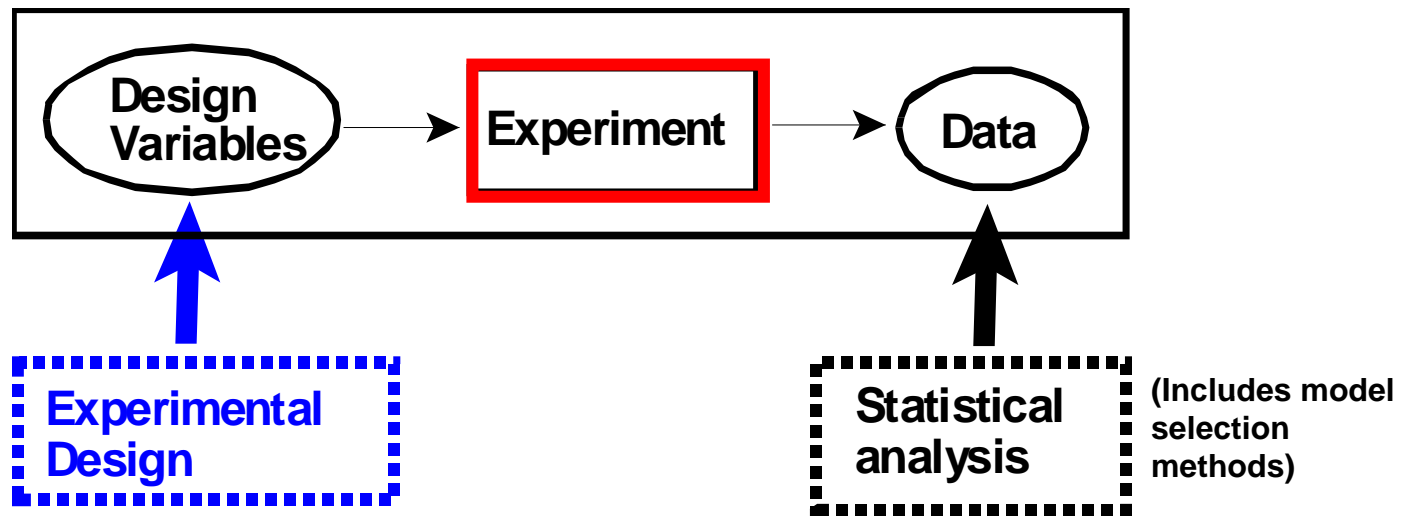 Design
Variables
Experiment
Data
Experimental
Design
Statistical
analysis
(Includes model
selection
methods)